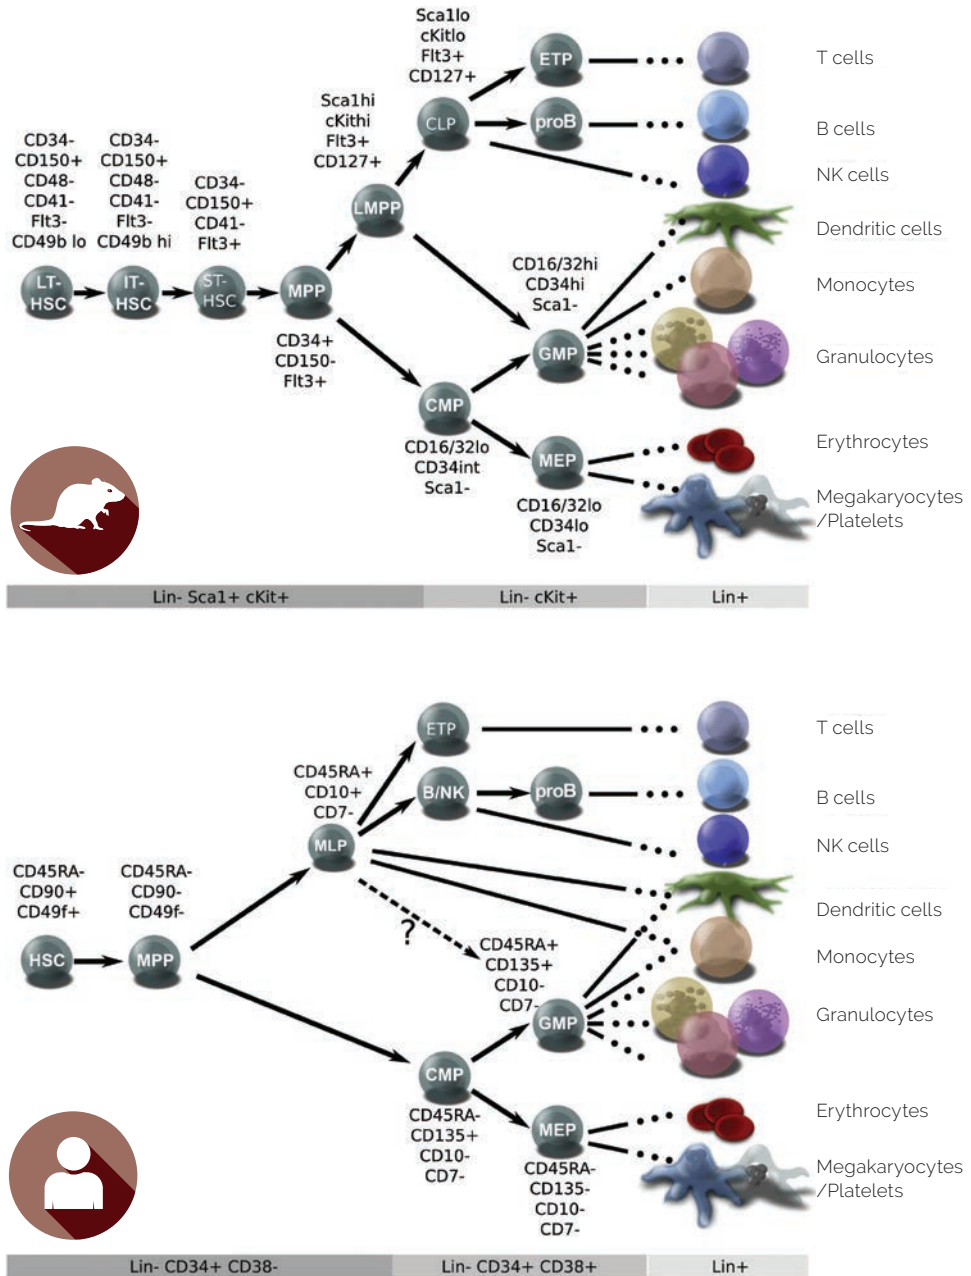 Sca1lo
cKitlo
Flt3+
CD127+
ETP
T cells
Sca1hi
cKithi
Flt3+
CD127+
CLP
proB
B cells
CD34-
CD150+
CD48-
CD41-
Flt3-
CD49b lo
CD34-
CD150+
CD48-
CD41-
Flt3-
CD49b hi
CD34-
CD150+
CD41-
Flt3+
NK cells
LMPP
Dendritic cells
LT-
HSC
IT-
HSC
ST-
HSC
MPP
CD16/32hi
CD34hi
Sca1-
Monocytes
CD34+
CD150-
Flt3+
GMP
Granulocytes
CMP
CD16/32lo
CD34int
Sca1-
MEP
Erythrocytes
CD16/32lo
CD34lo
Sca1-
Megakaryocytes
/Platelets
Lin- Sca1+ cKit+
Lin- cKit+
Lin+
ETP
T cells
CD45RA+
CD10+
CD7-
B/NK
proB
B cells
MLP
NK cells
CD45RA-
CD90+
CD49f+
CD45RA-
CD90-
CD49f-
Dendritic cells
?
HSC
MPP
CD45RA+
CD135+
CD10-
CD7-
Monocytes
GMP
Granulocytes
CMP
CD45RA-
CD135+
CD10-
CD7-
MEP
Erythrocytes
CD45RA-
CD135-
CD10-
CD7-
Megakaryocytes
/Platelets
Lin- CD34+ CD38-
Lin- CD34+ CD38+
Lin+